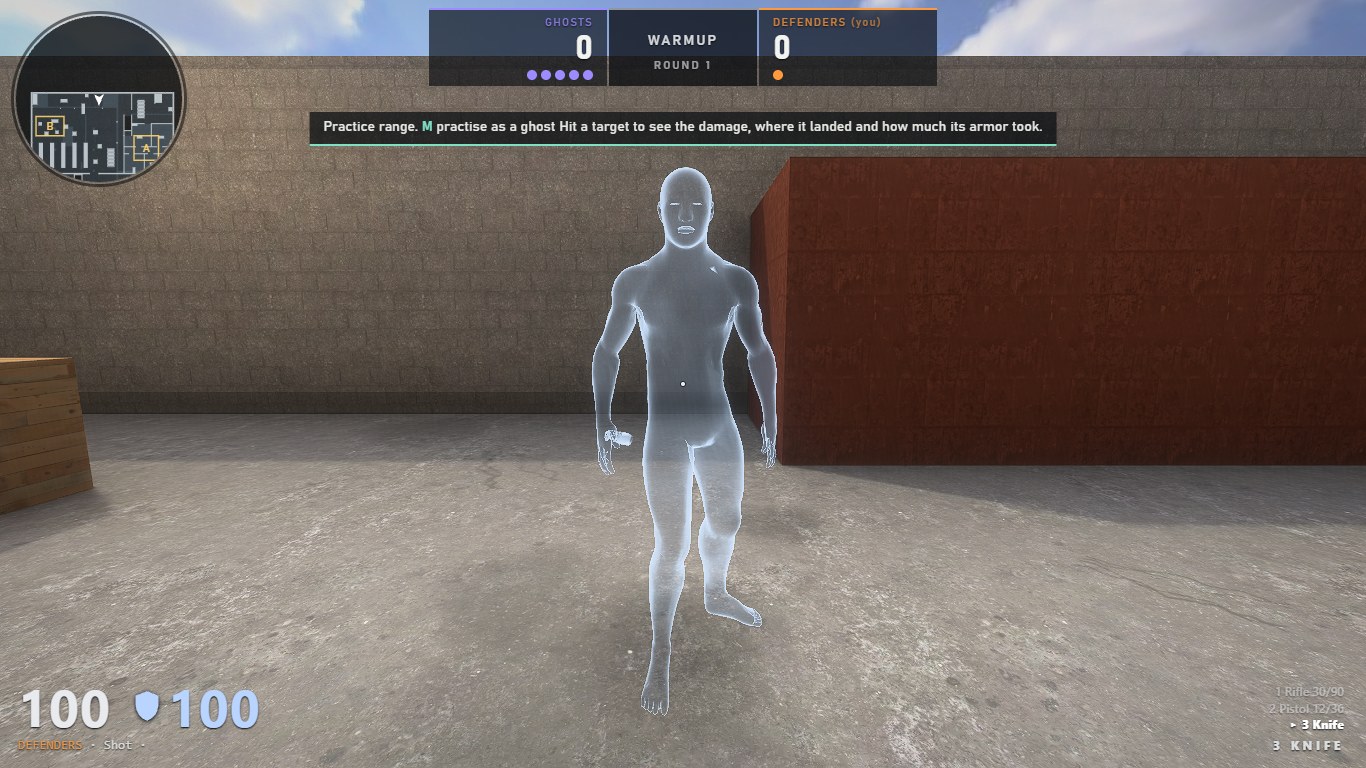 GHOSTS
0
WARMUP
ROUND 1
DEFENDERS (you)
0
Practice range. M practise as a ghost Hit a target to see the damage, where it landed and how much its armor took.
B
A
100 100
DEFENDERS · Shot ·
1 Rifle 30/90
2 Pistol 12/36
▸ 3 Knife
3 KNIFE